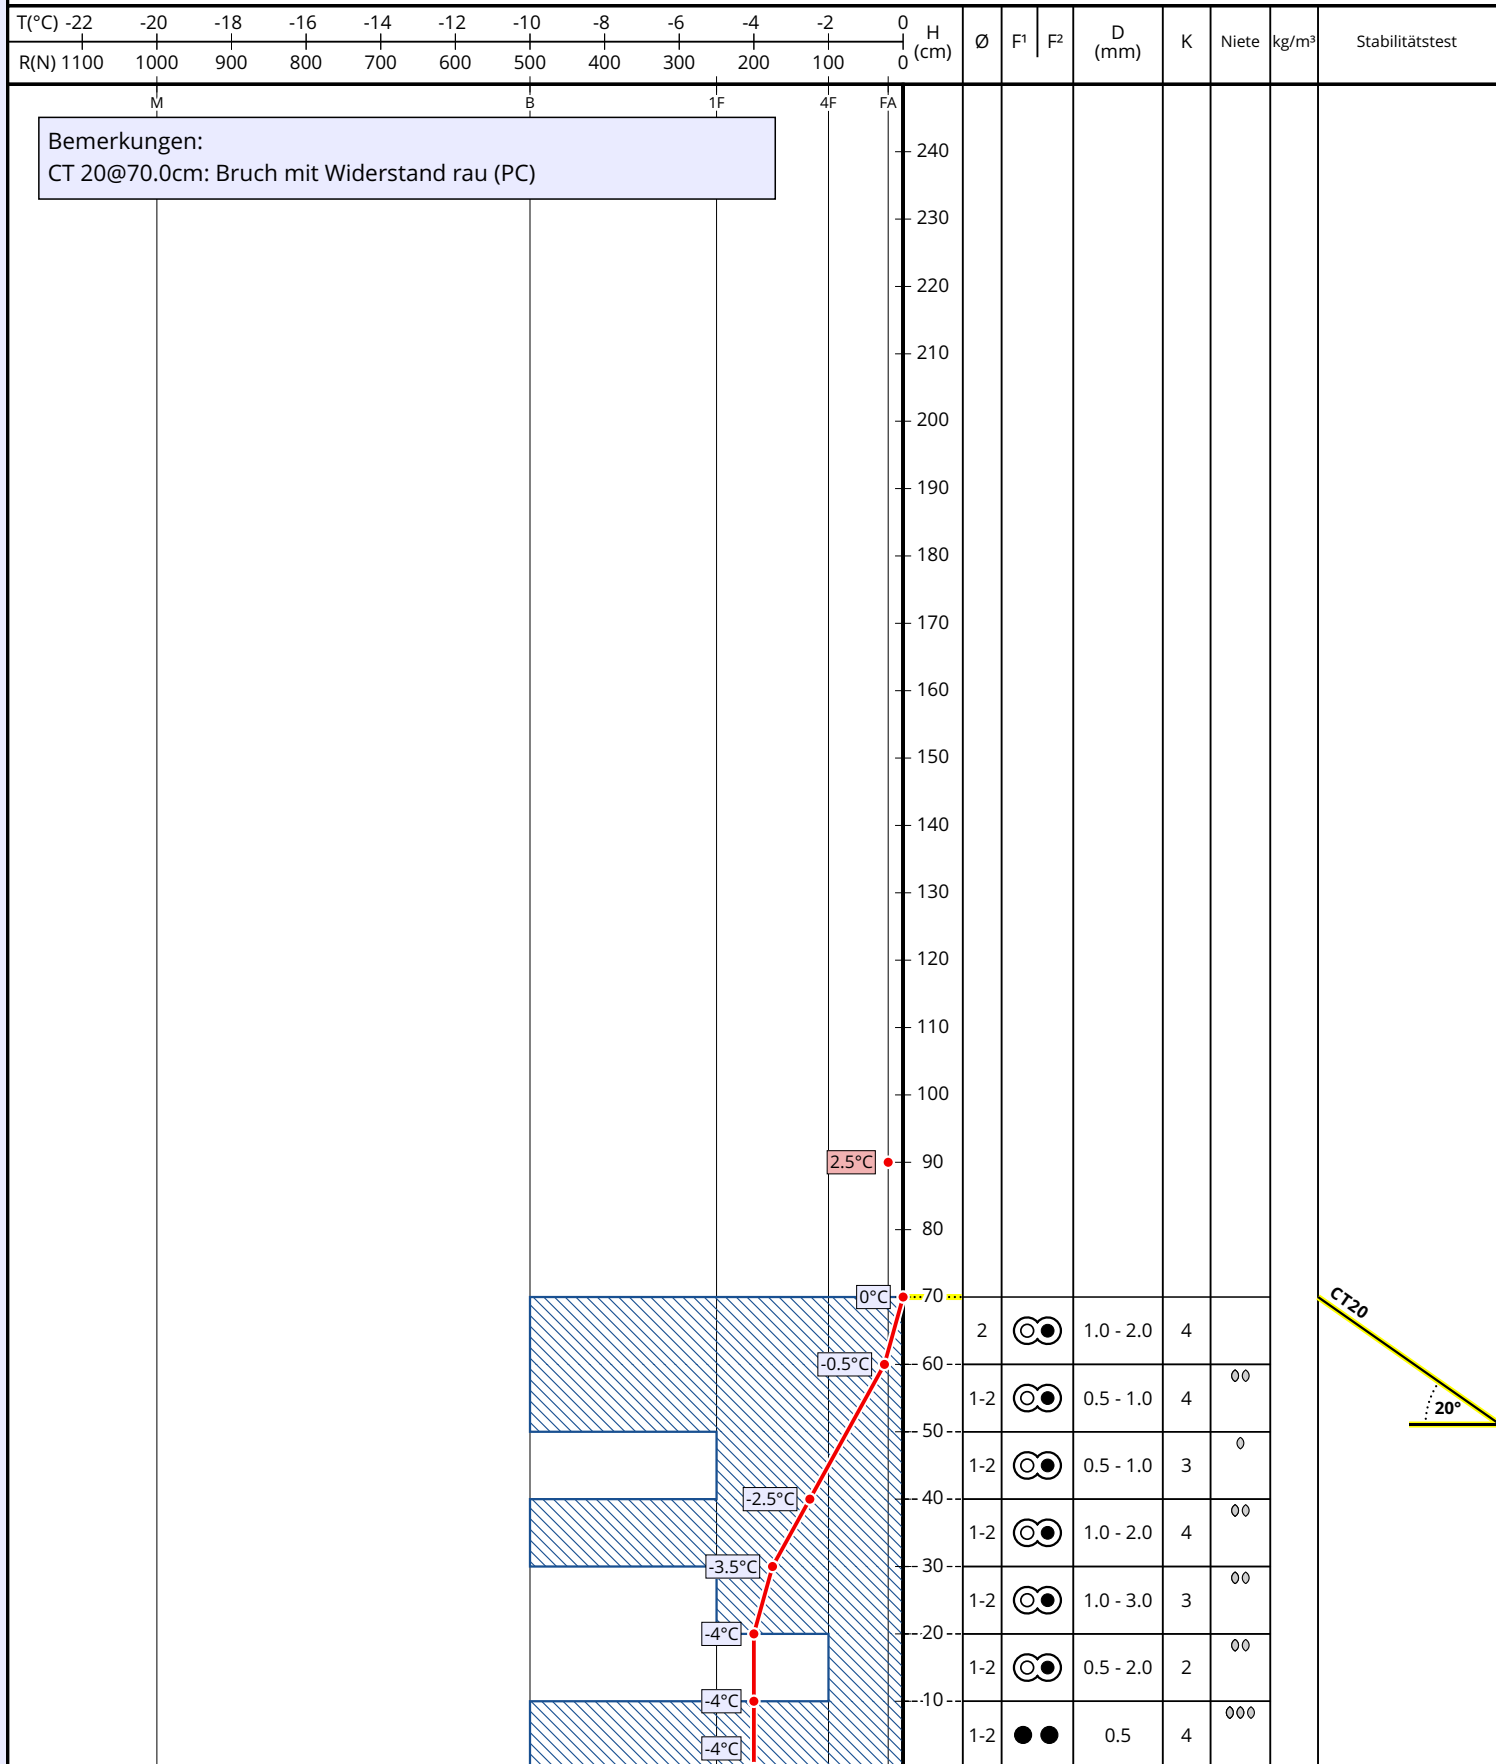 T(°C) -22 -20 -18 -16 -14 -12 -10 -8 -6 -4 -2 0
R(N) 1100 1000 900 800 700 600 500 400 300 200 100 0
H (cm) Ø F¹ F² D (mm) K Niete kg/m³ Stabilitätstest
M B 1F 4F FA
Bemerkungen:
CT 20@70.0cm: Bruch mit Widerstand rau (PC)
240
230
220
210
200
190
180
170
160
150
140
130
120
110
100
2.5°C 90
80
0°C 70
CT20
2 1.0 - 2.0 4
-0.5°C 60
1-2 0.5 - 1.0 4
20°
50
1-2 0.5 - 1.0 3
-2.5°C 40
1-2 1.0 - 2.0 4
-3.5°C 30
1-2 1.0 - 3.0 3
-4°C 20
1-2 0.5 - 2.0 2
-4°C 10
1-2 0.5 4
-4°C